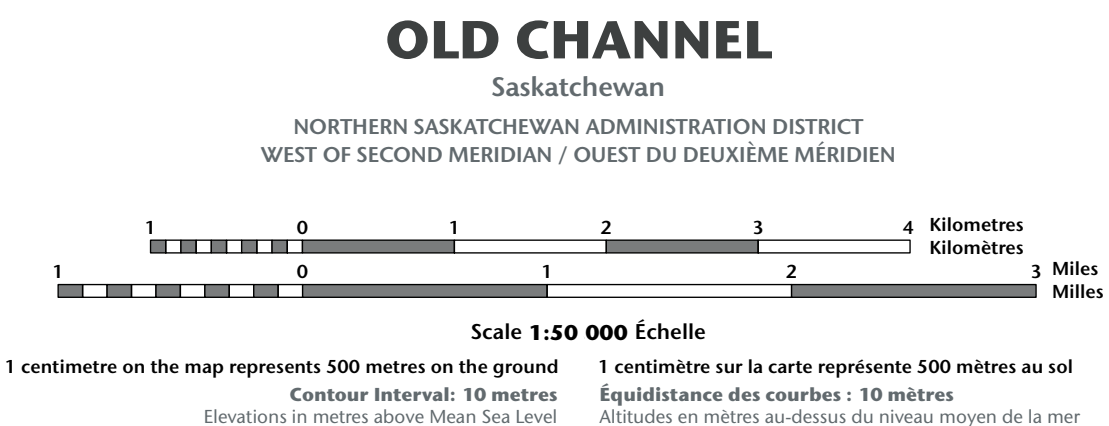 OLD CHANNEL
Saskatchewan
NORTHERN SASKATCHEWAN ADMINISTRATION DISTRICT
WEST OF SECOND MERIDIAN / OUEST DU DEUXIÈME MÉRIDIEN
1 0 1 2 3 4 Kilometres
Kilomètres
1 0 1 2 3 Miles
Milles
Scale 1:50 000 Échelle
1 centimetre on the map represents 500 metres on the ground
Contour Interval: 10 metres
Elevations in metres above Mean Sea Level
1 centimètre sur la carte représente 500 mètres au sol
Équidistance des courbes : 10 mètres
Altitudes en mètres au-dessus du niveau moyen de la mer